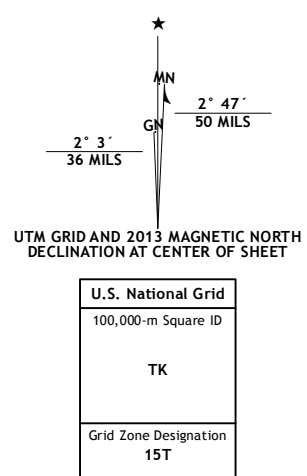 ★
MN
GN
2° 47´
50 MILS
2° 3´
36 MILS
UTM GRID AND 2013 MAGNETIC NORTH
DECLINATION AT CENTER OF SHEET
U.S. National Grid
100,000-m Square ID
TK
Grid Zone Designation
15T